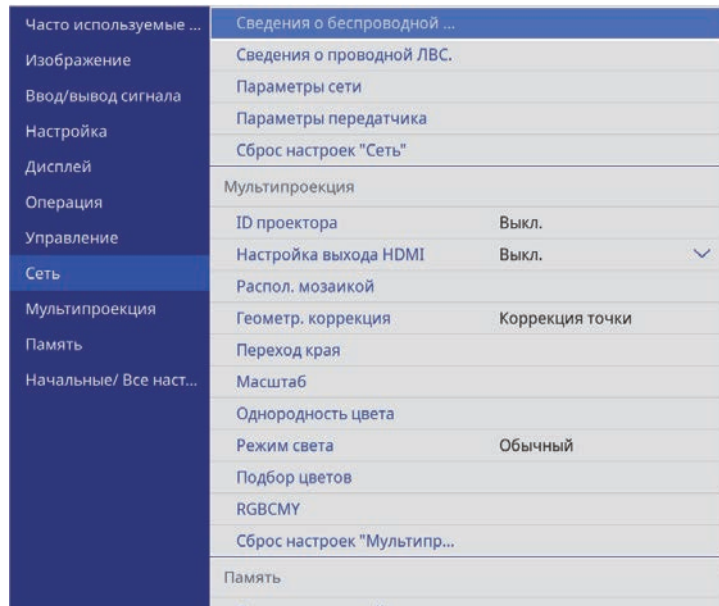 Часто используемые ...
Изображение
Ввод/вывод сигнала
Настройка
Дисплей
Операция
Управление
Сеть
Мультипроекция
Память
Начальные/ Все наст...
Сведения о беспроводной ...
Сведения о проводной ЛВС.
Параметры сети
Параметры передатчика
Сброс настроек "Сеть"
Мультипроекция
ID проектора Выкл.
Настройка выхода HDMI Выкл.
Распол. мозаикой
Геометр. коррекция Коррекция точки
Переход края
Масштаб
Однородность цвета
Режим света Обычный
Подбор цветов
RGBCMY
Сброс настроек "Мультипр...
Память